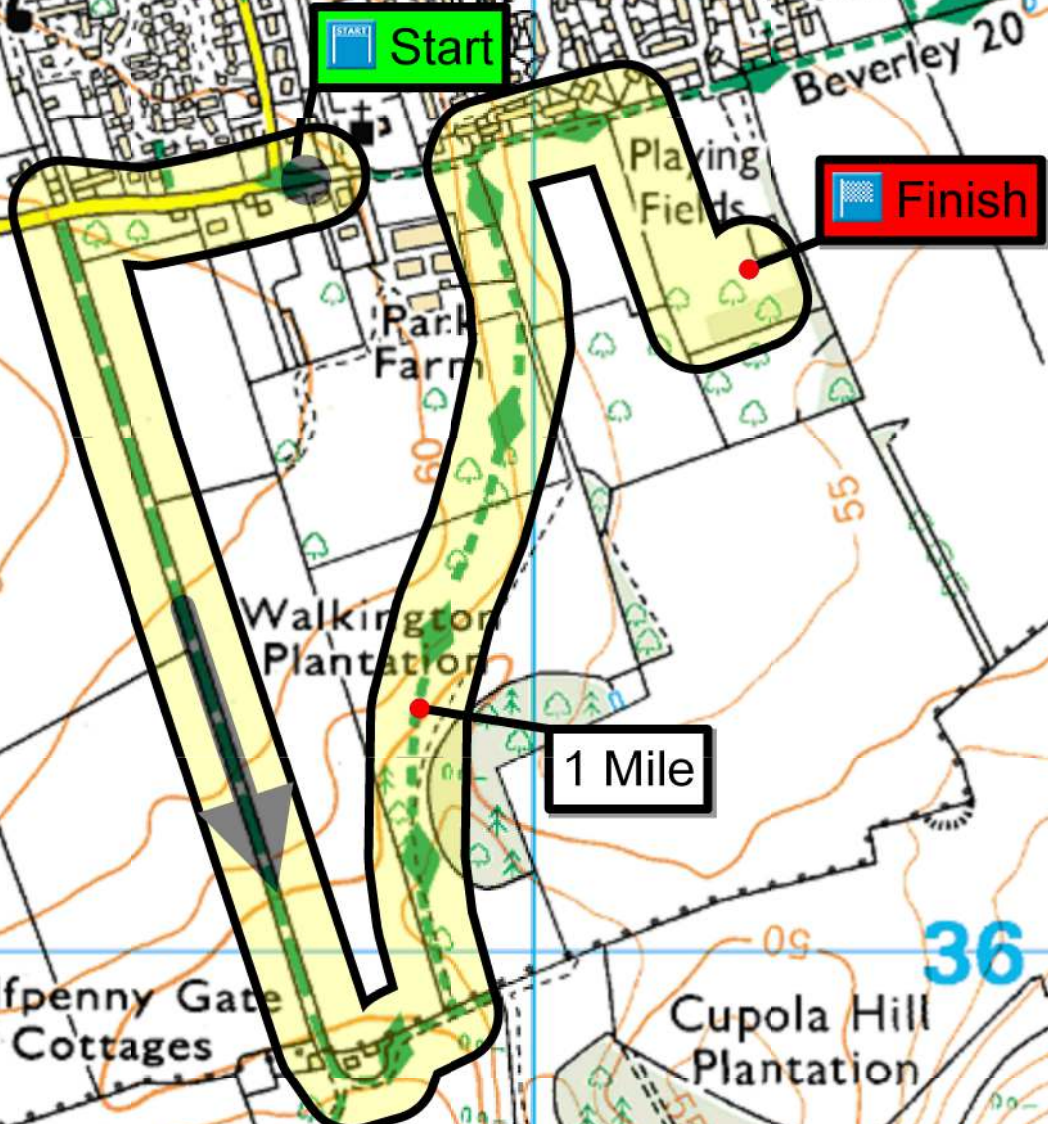 START
Start
Beverley 20
Playing
Fields
Finish
Park
Farm
60
55
Walkington
Plantation
1 Mile
50
36
fpenny Gate
Cottages
Cupola Hill
Plantation